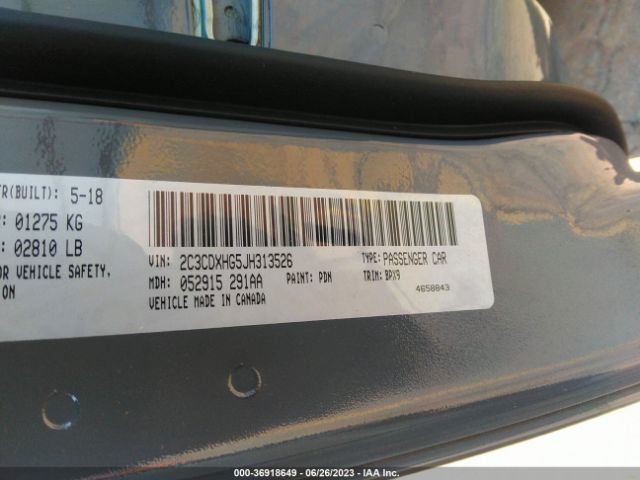 TR(BUILT): 5-18
: 01275 KG
: 02810 LB
OR VEHICLE SAFETY,
ON
VIN: 2C3CDXHG5JH313526 TYPE: PASSENGER CAR
MDH: 052915 291AA PAINT: PDN TRIM: BPX9
VEHICLE MADE IN CANADA 4658843
000-36918649 / 06/26/2023 - IAA Inc.